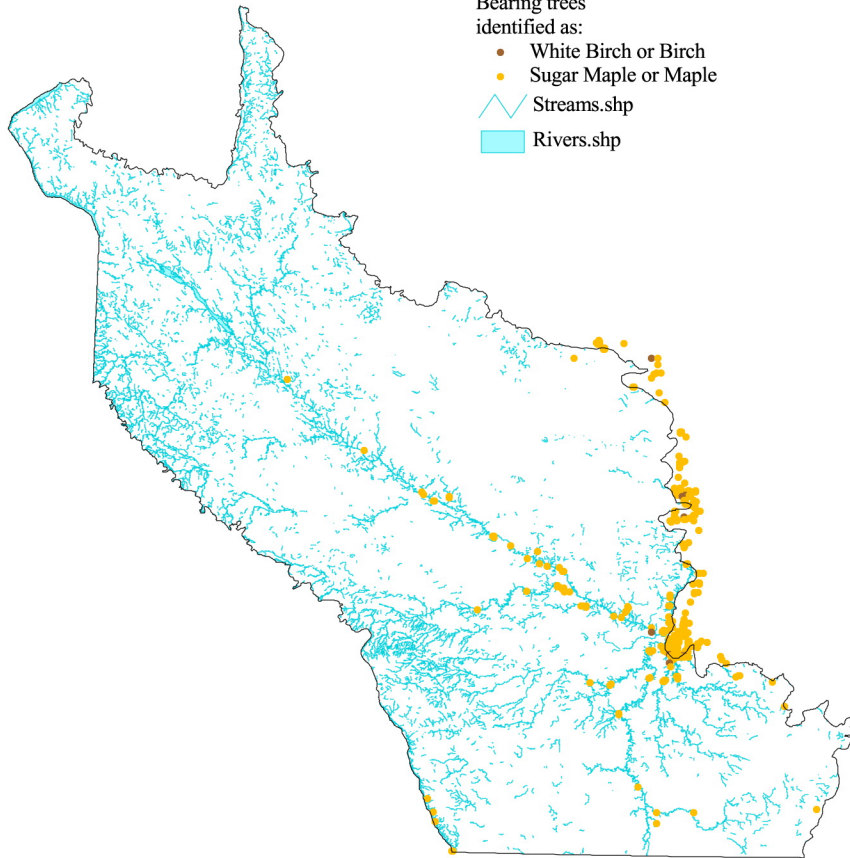 Bearing trees
identified as:
White Birch or Birch
Sugar Maple or Maple
Streams.shp
Rivers.shp